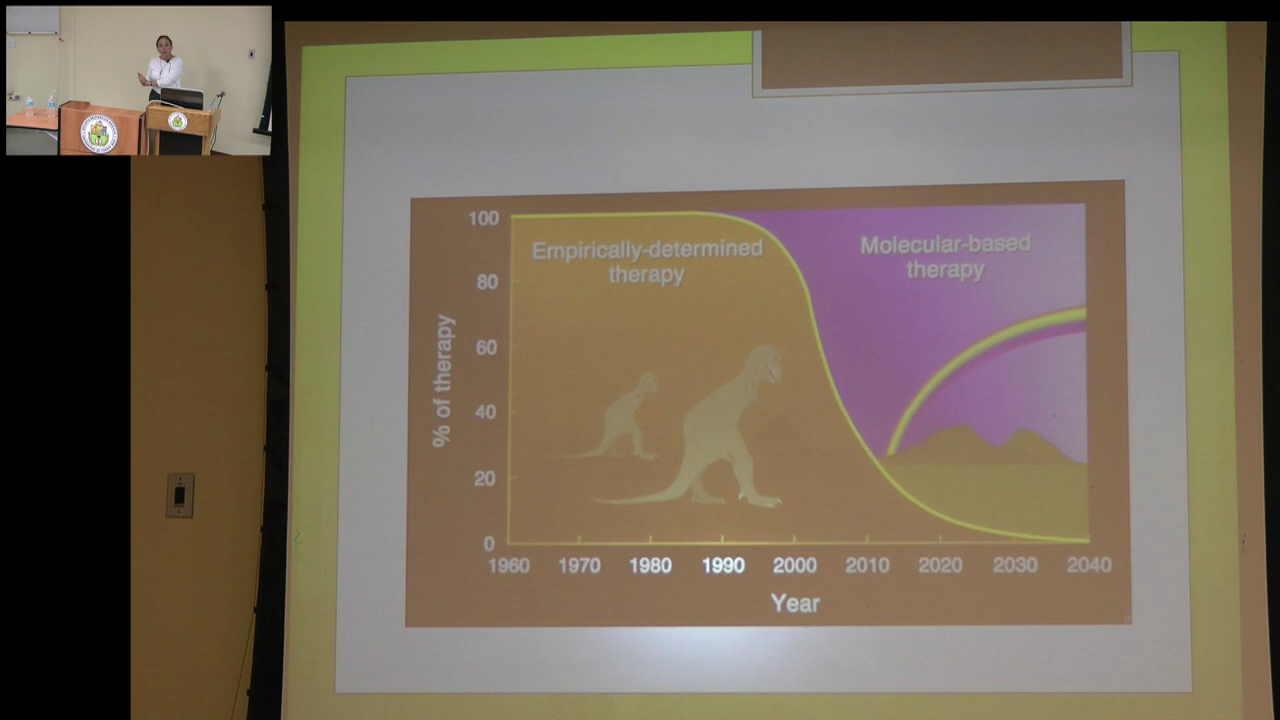 Empirically-determined
therapy
Molecular-based
therapy
% of therapy
100
80
60
40
20
0
1960 1970 1980 1990 2000 2010 2020 2030 2040
Year